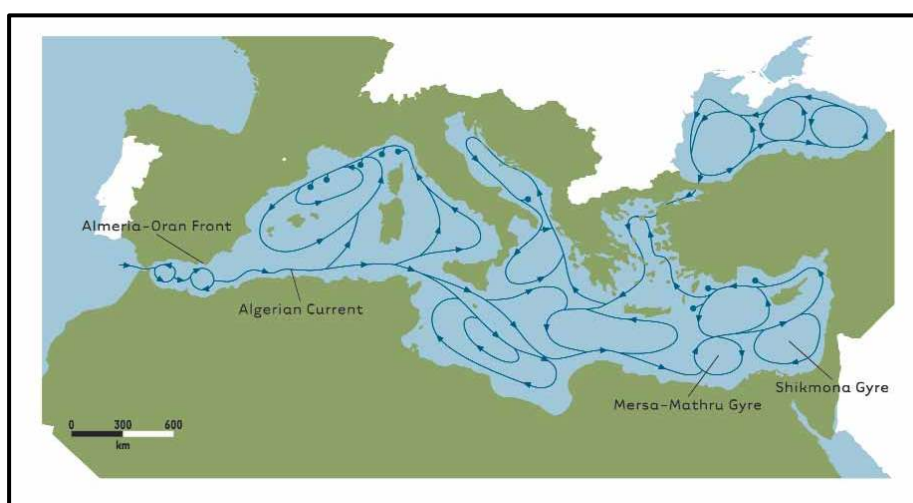 Almeria-Oran Front
Algerian Current
Shikmona Gyre
Mersa-Mathru Gyre
0 300 600
km